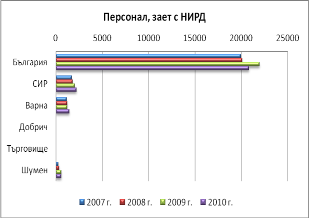 Персонал, зает с НИРД
0 5000 10000 15000 20000 25000
България
СИР
Варна
Добрич
Търговище
Шумен
2007 г. 2008 г. 2009 г. 2010 г.